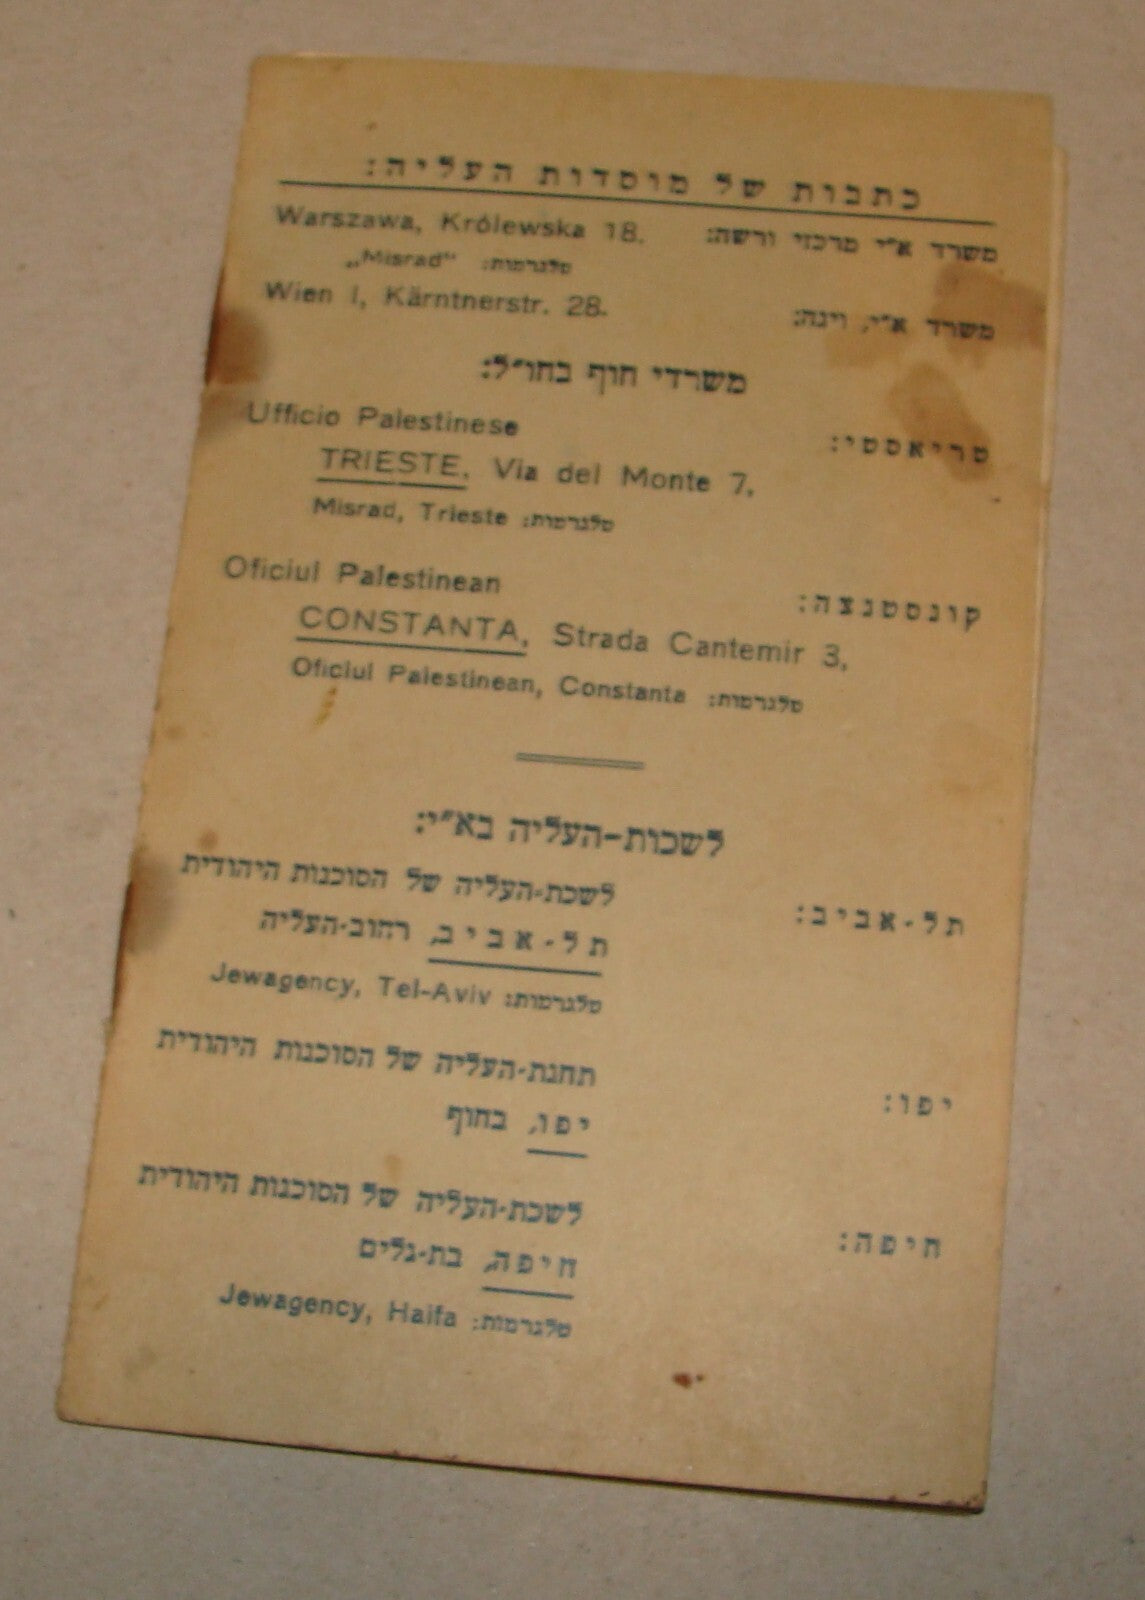 כתבות של מוסדות העליה:
משרד א״י מרכזי ורשה: Warszawa, Królewska 18.
טלגרמות: „Misrad"
משרד א״י, וינה: Wien I, Kärntnerstr. 28.
משרדי חוף בחו״ל:
טריאסטי: Ufficio Palestinese
TRIESTE, Via del Monte 7,
טלגרמות: Misrad, Trieste
קונסטנצה: Oficiul Palestinean
CONSTANTA, Strada Cantemir 3,
טלגרמות: Oficiul Palestinean, Constanta
לשכות-העליה בא״י:
תל-אביב: לשכת-העליה של הסוכנות היהודית
תל-אביב, רחוב-העליה
טלגרמות: Jewagency, Tel-Aviv
יפו: תחנת-העליה של הסוכנות היהודית
יפו, בחוף
חיפה: לשכת-העליה של הסוכנות היהודית
חיפה, בת-גלים
טלגרמות: Jewagency, Haifa